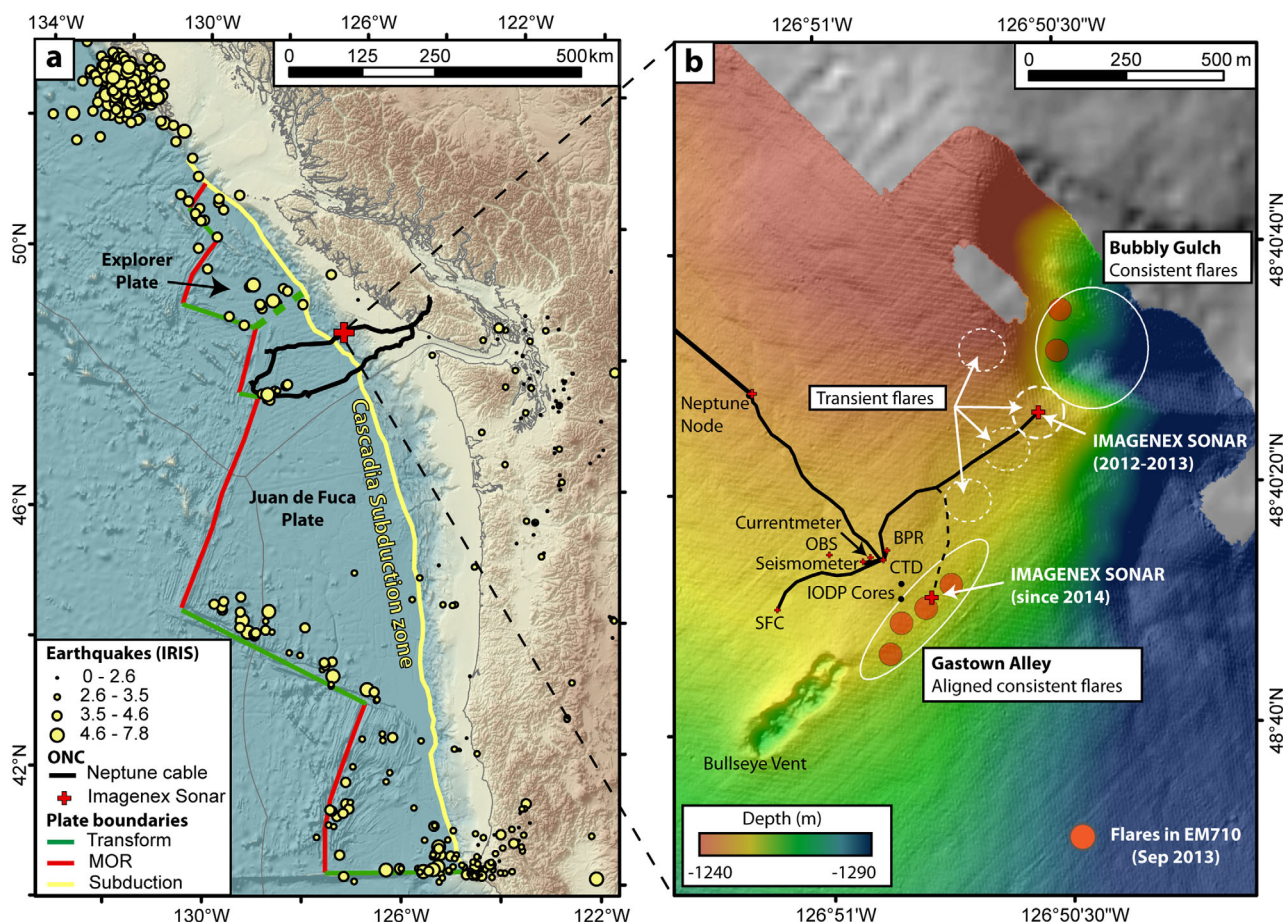 134°W
130°W
126°W
122°W
a
0
125
250
500 km
50°N
46°N
42°N
Explorer
Plate
Cascadia Subduction zone
Juan de Fuca
Plate
Earthquakes (IRIS)
0 - 2.6
2.6 - 3.5
3.5 - 4.6
4.6 - 7.8
ONC
Neptune cable
Imagenex Sonar
Plate boundaries
Transform
MOR
Subduction
130°W
126°W
122°W
126°51'W
126°50'30"W
b
0
250
500 m
48°40'40"N
48°40'20"N
48°40'N
Bubbly Gulch
Consistent flares
Transient flares
Neptune
Node
IMAGENEX SONAR
(2012-2013)
Currentmeter
OBS
BPR
Seismometer
CTD
IODP Cores
SFC
IMAGENEX SONAR
(since 2014)
Gastown Alley
Aligned consistent flares
Bullseye Vent
Depth (m)
-1240
-1290
Flares in EM710
(Sep 2013)
126°51'W
126°50'30"W